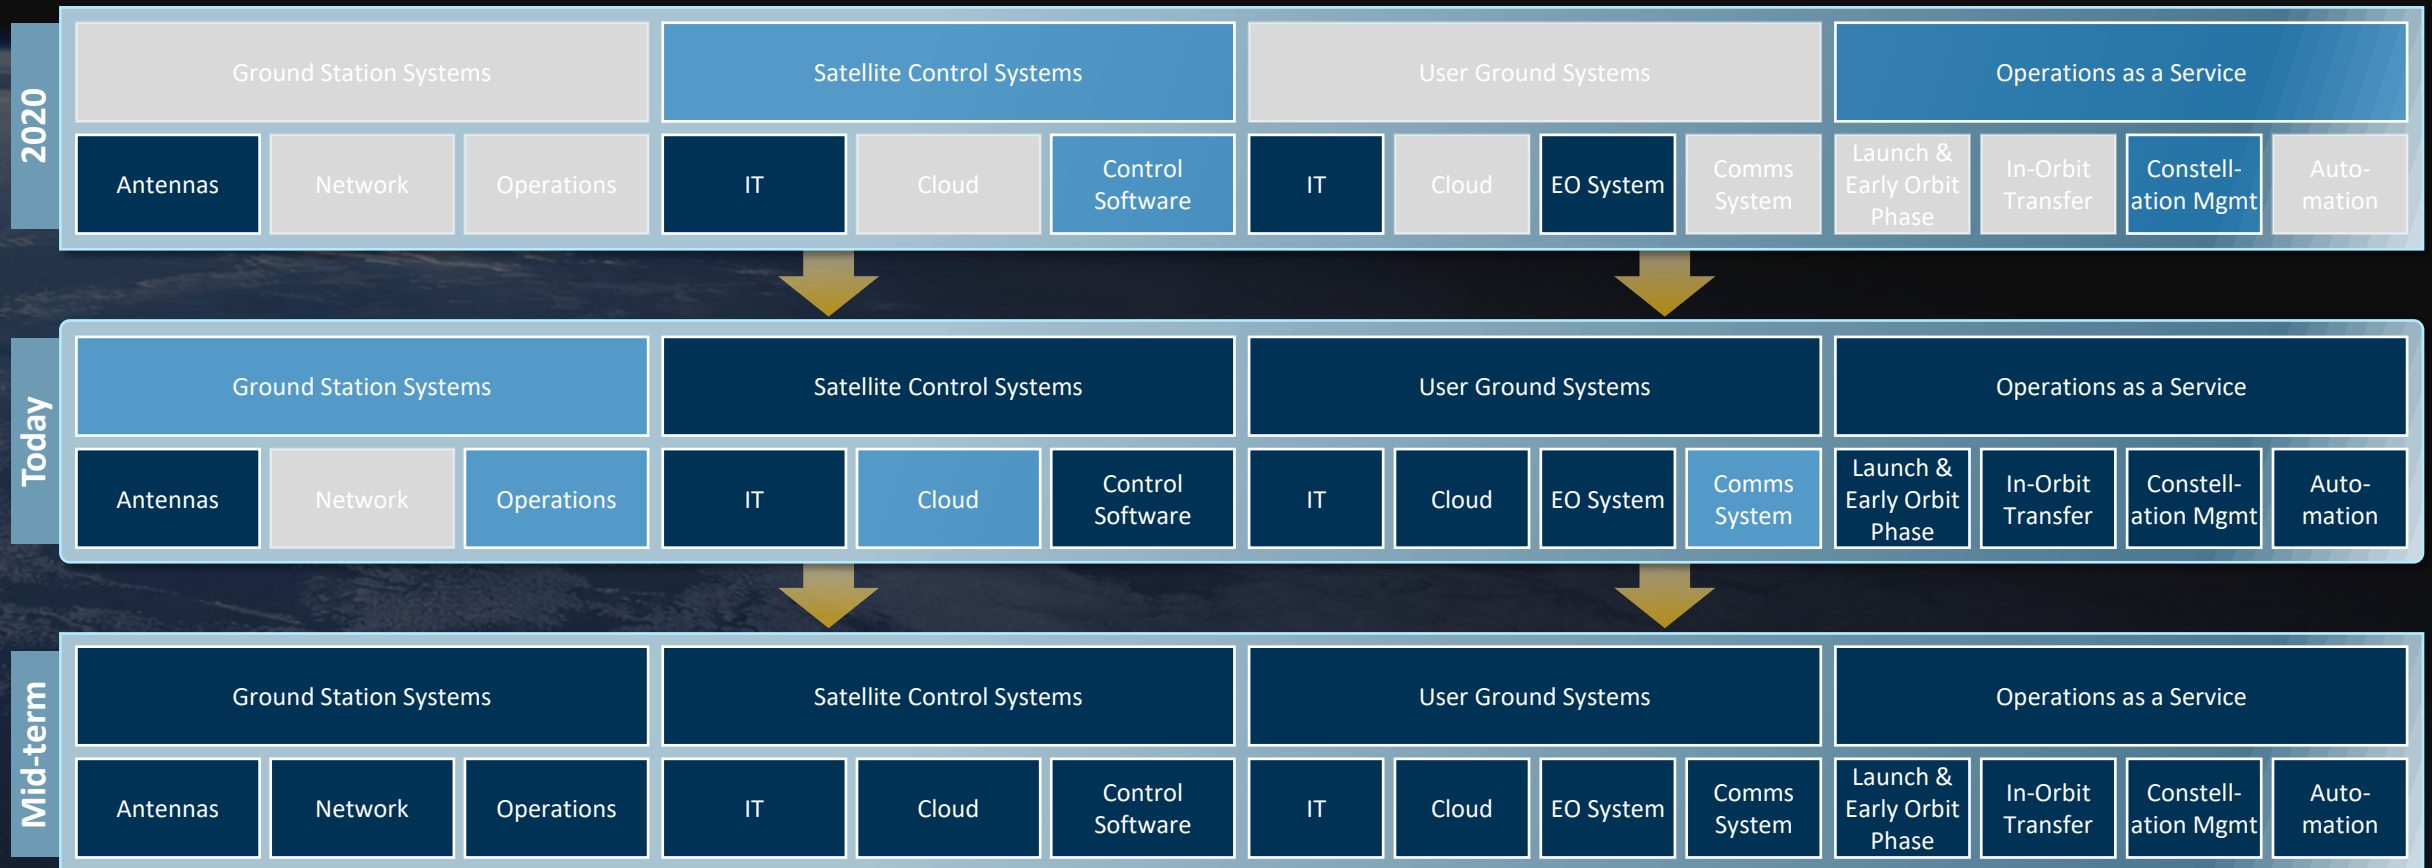 2020
Ground Station Systems
Satellite Control Systems
User Ground Systems
Operations as a Service
Antennas
Network
Operations
IT
Cloud
Control
Software
IT
Cloud
EO System
Comms
System
Launch &
Early Orbit
Phase
In-Orbit
Transfer
Constell-
ation Mgmt
Auto-
mation
Today
Ground Station Systems
Satellite Control Systems
User Ground Systems
Operations as a Service
Antennas
Network
Operations
IT
Cloud
Control
Software
IT
Cloud
EO System
Comms
System
Launch &
Early Orbit
Phase
In-Orbit
Transfer
Constell-
ation Mgmt
Auto-
mation
Mid-term
Ground Station Systems
Satellite Control Systems
User Ground Systems
Operations as a Service
Antennas
Network
Operations
IT
Cloud
Control
Software
IT
Cloud
EO System
Comms
System
Launch &
Early Orbit
Phase
In-Orbit
Transfer
Constell-
ation Mgmt
Auto-
mation